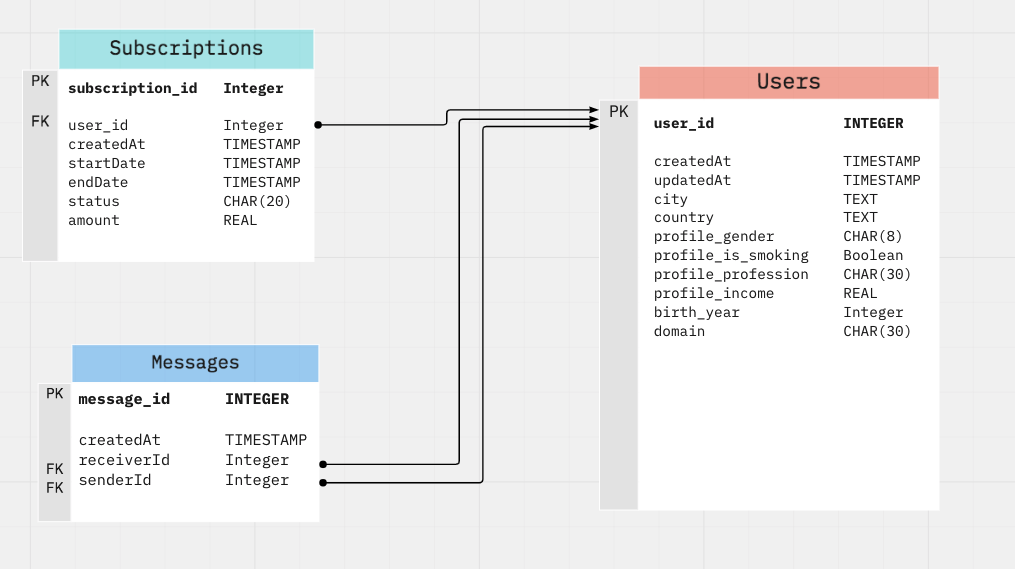 Subscriptions
PK subscription_id Integer
FK user_id Integer
createdAt TIMESTAMP
startDate TIMESTAMP
endDate TIMESTAMP
status CHAR(20)
amount REAL
Users
PK user_id INTEGER
createdAt TIMESTAMP
updatedAt TIMESTAMP
city TEXT
country TEXT
profile_gender CHAR(8)
profile_is_smoking Boolean
profile_profession CHAR(30)
profile_income REAL
birth_year Integer
domain CHAR(30)
Messages
PK message_id INTEGER
createdAt TIMESTAMP
FK receiverId Integer
FK senderId Integer